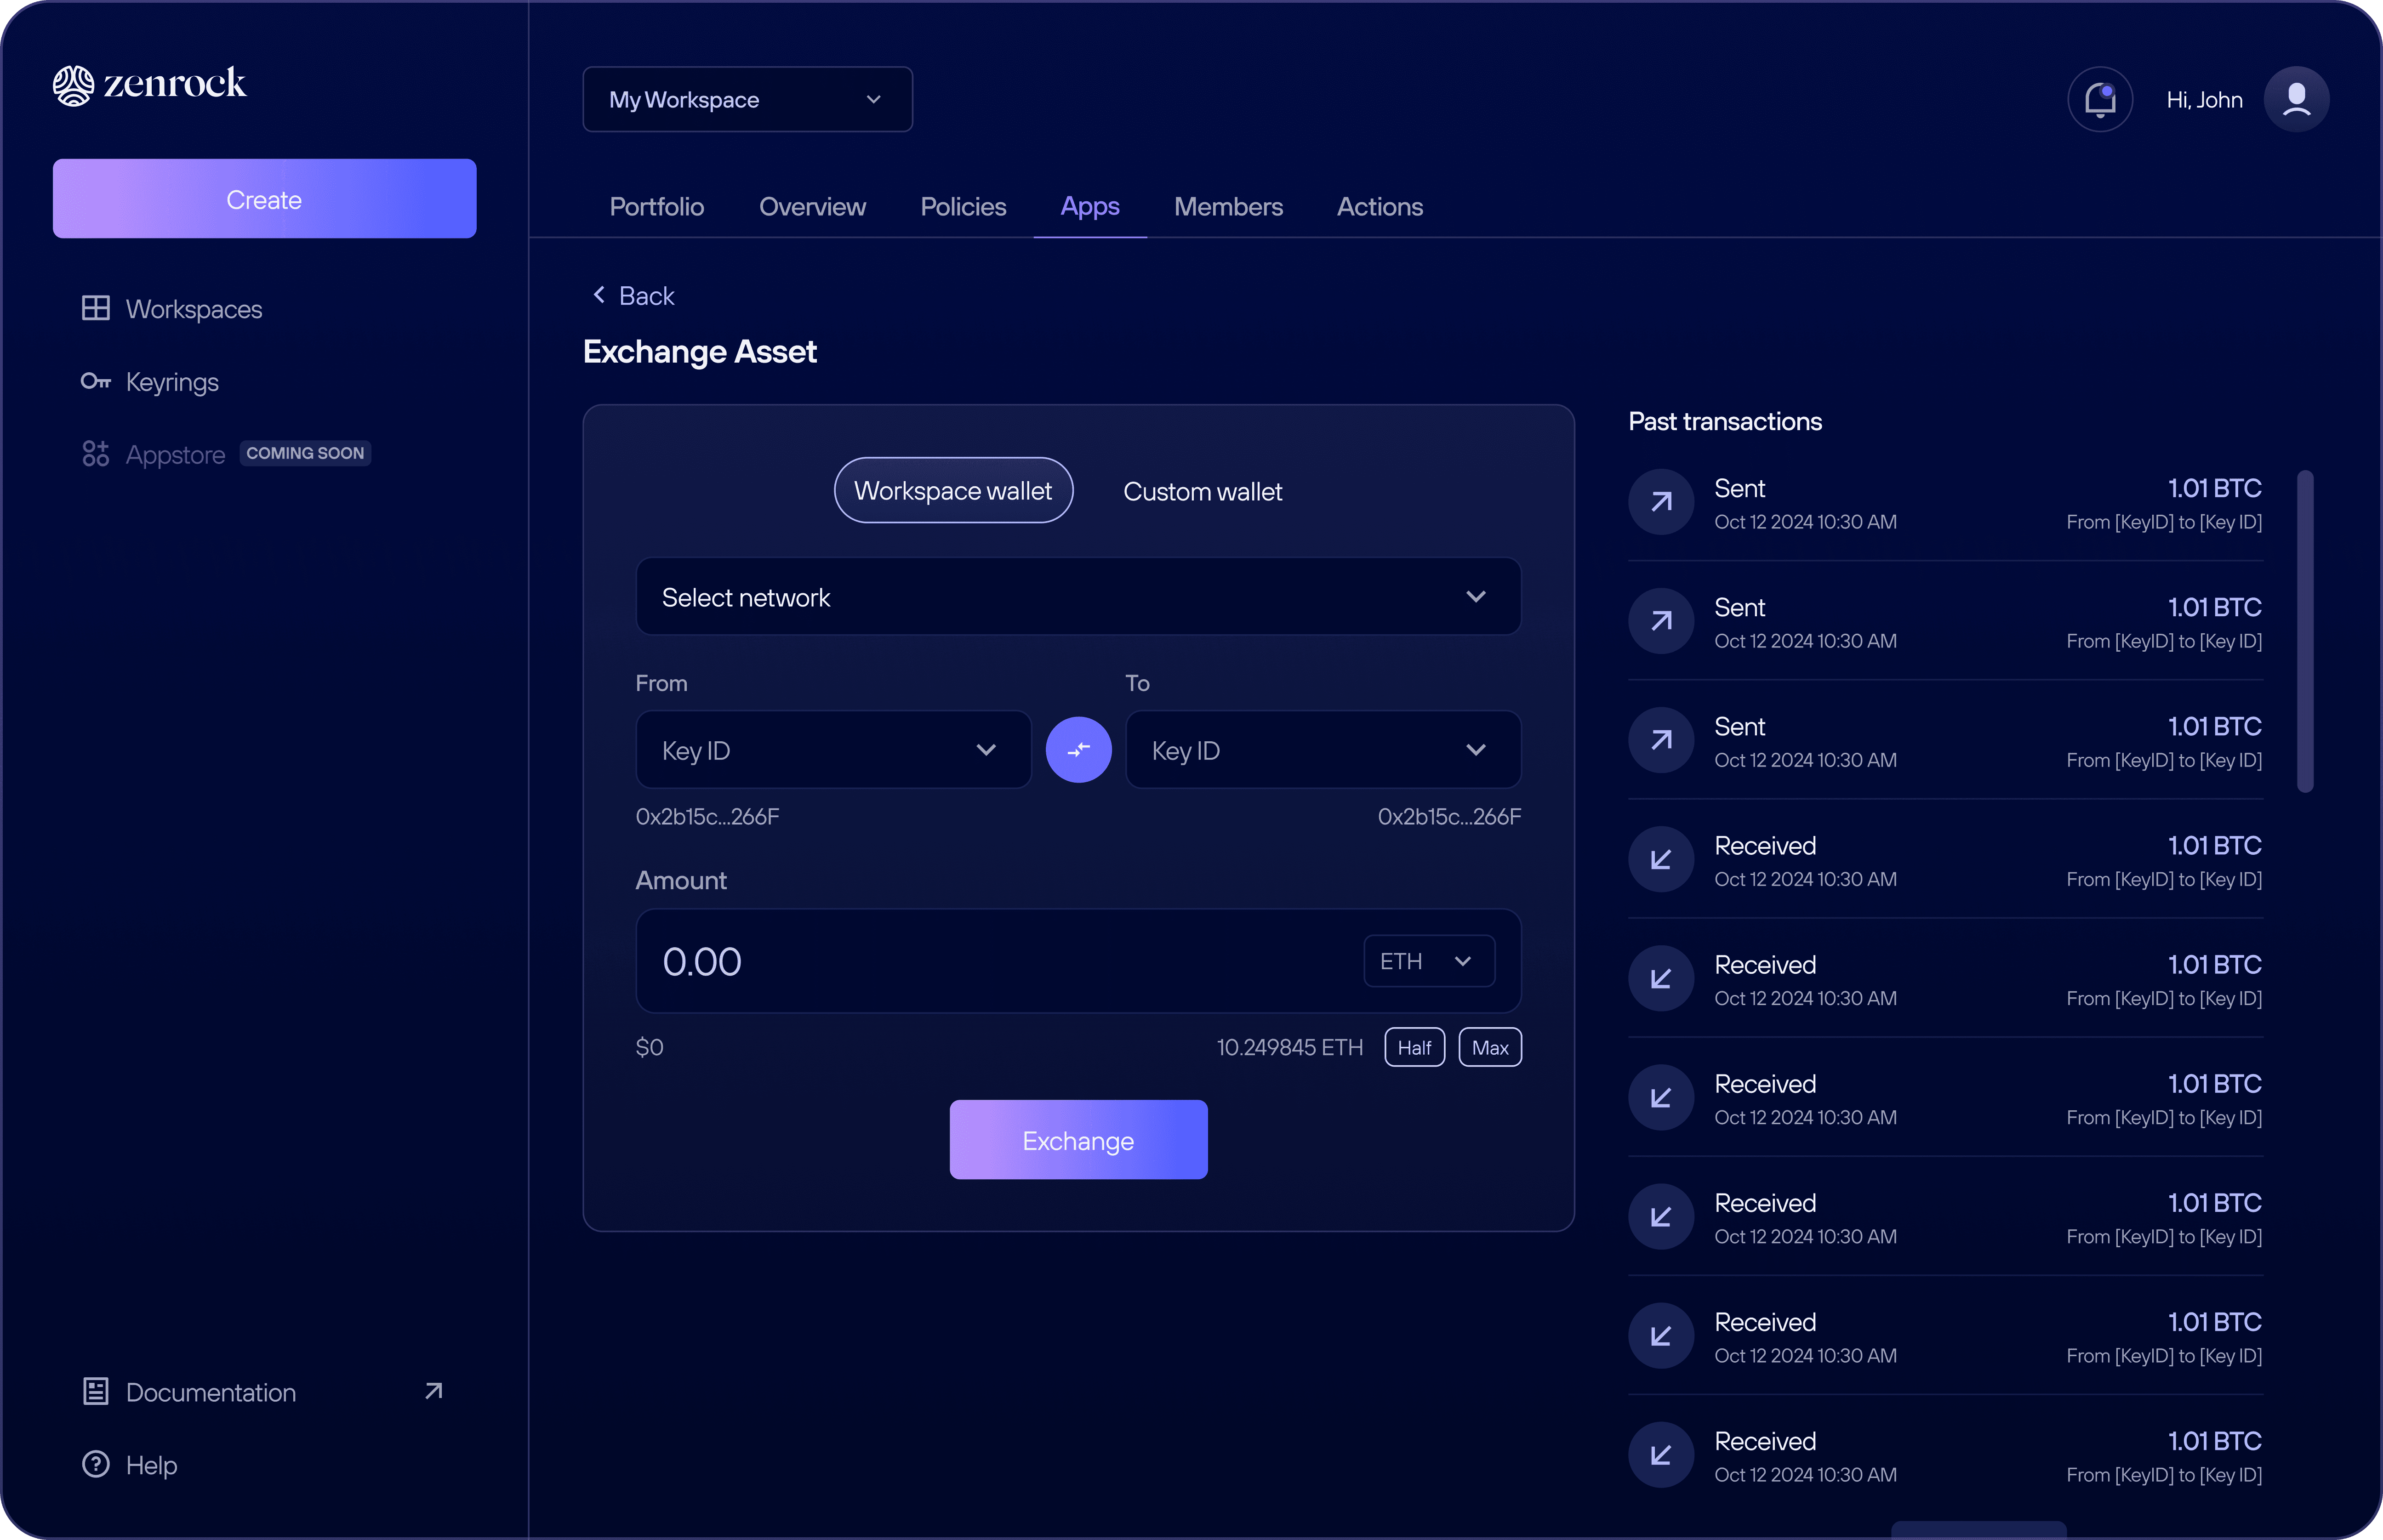 zenrock
Create
Workspaces
Keyrings
Appstore COMING SOON
Documentation
Help
My Workspace
Hi, John
Portfolio Overview Policies Apps Members Actions
Back
Exchange Asset
Workspace wallet Custom wallet
Select network
From To
Key ID Key ID
0x2b15c...266F 0x2b15c...266F
Amount
0.00 ETH
$0 10.249845 ETH Half Max
Exchange
Past transactions
Sent 1.01 BTC
Oct 12 2024 10:30 AM From [KeyID] to [Key ID]
Sent 1.01 BTC
Oct 12 2024 10:30 AM From [KeyID] to [Key ID]
Sent 1.01 BTC
Oct 12 2024 10:30 AM From [KeyID] to [Key ID]
Received 1.01 BTC
Oct 12 2024 10:30 AM From [KeyID] to [Key ID]
Received 1.01 BTC
Oct 12 2024 10:30 AM From [KeyID] to [Key ID]
Received 1.01 BTC
Oct 12 2024 10:30 AM From [KeyID] to [Key ID]
Received 1.01 BTC
Oct 12 2024 10:30 AM From [KeyID] to [Key ID]
Received 1.01 BTC
Oct 12 2024 10:30 AM From [KeyID] to [Key ID]
Received 1.01 BTC
Oct 12 2024 10:30 AM From [KeyID] to [Key ID]